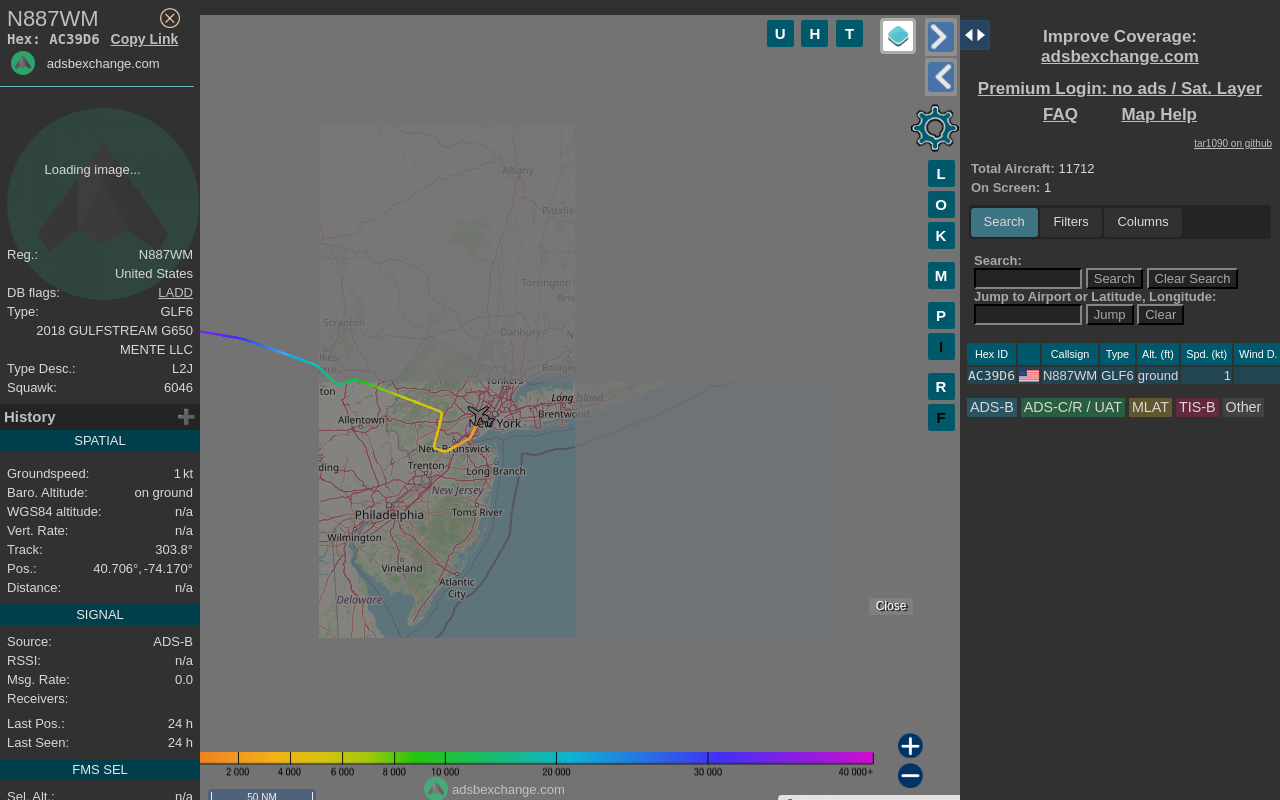 N887WM
Hex: AC39D6 Copy Link
adsbexchange.com
Loading image...
Reg.: N887WM
United States
DB flags: LADD
Type: GLF6
2018 GULFSTREAM G650
MENTE LLC
Type Desc.: L2J
Squawk: 6046
History
SPATIAL
Groundspeed: 1 kt
Baro. Altitude: on ground
WGS84 altitude: n/a
Vert. Rate: n/a
Track: 303.8°
Pos.: 40.706°, -74.170°
Distance: n/a
SIGNAL
Source: ADS-B
RSSI: n/a
Msg. Rate: 0.0
Receivers:
Last Pos.: 24 h
Last Seen: 24 h
FMS SEL
Sel. Alt.: n/a
U H T
L
O
K
M
P
I
R
F
Albany
Pittsfie
Torrington
Bris
Scranton
Danbury
N
lkes
rre
Bridgep
Yonkers
ton
Long Island
Allentown
Brentwood
New York
New Brunswick
ding
Trenton
Long Branch
New Jersey
Philadelphia
Toms River
Wilmington
Vineland
Atlantic
City
Delaware
Close
2 000 4 000 6 000 8 000 10 000 20 000 30 000 40 000+
adsbexchange.com
50 NM
Improve Coverage:
adsbexchange.com
Premium Login: no ads / Sat. Layer
FAQ Map Help
tar1090 on github
Total Aircraft: 11712
On Screen: 1
Search Filters Columns
Search:
Search Clear Search
Jump to Airport or Latitude, Longitude:
Jump Clear
Hex ID Callsign Type Alt. (ft) Spd. (kt) Wind D.
AC39D6 N887WM GLF6 ground 1
ADS-B ADS-C/R / UAT MLAT TIS-B Other